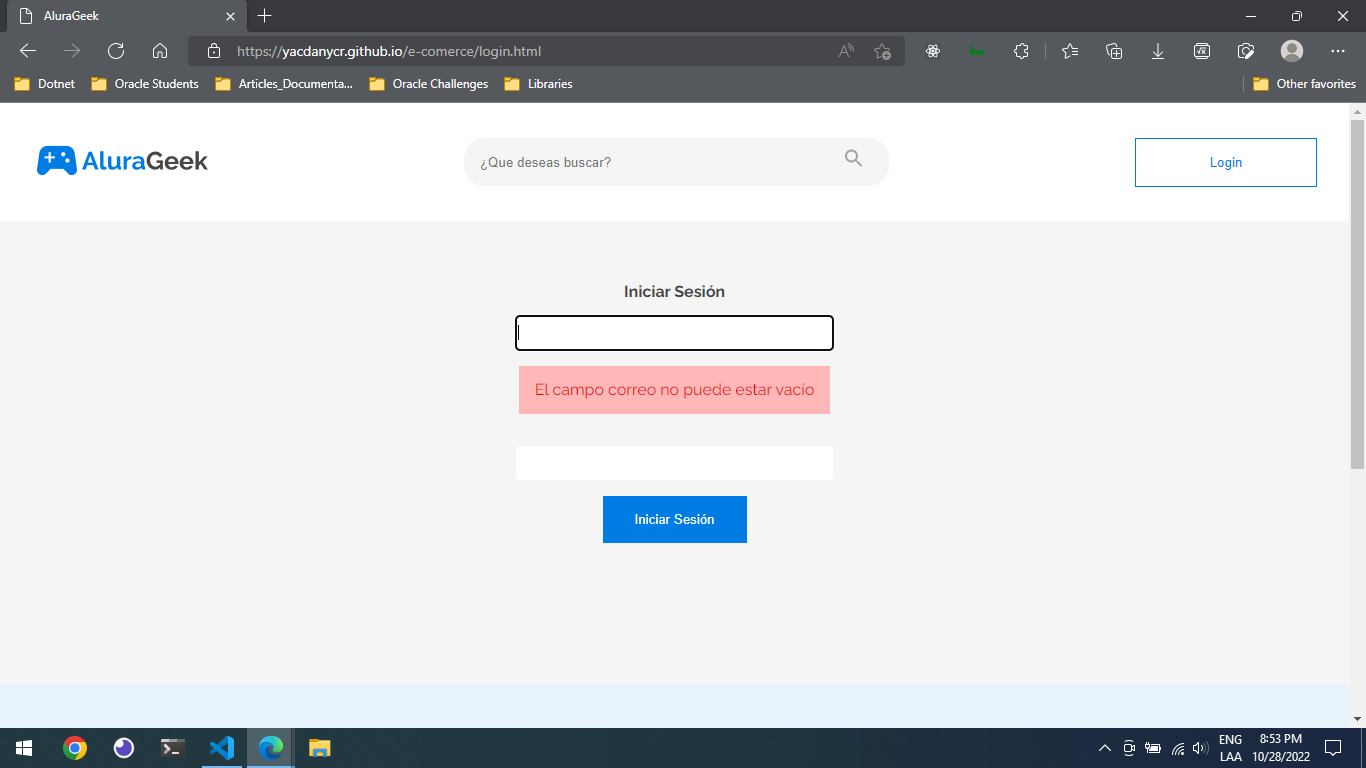 AluraGeek
https://yacdanycr.github.io/e-comerce/login.html
Dotnet
Oracle Students
Articles_Documenta...
Oracle Challenges
Libraries
Other favorites
AluraGeek
¿Que deseas buscar?
Login
Iniciar Sesión
El campo correo no puede estar vacío
Iniciar Sesión
ENG
LAA
8:53 PM
10/28/2022